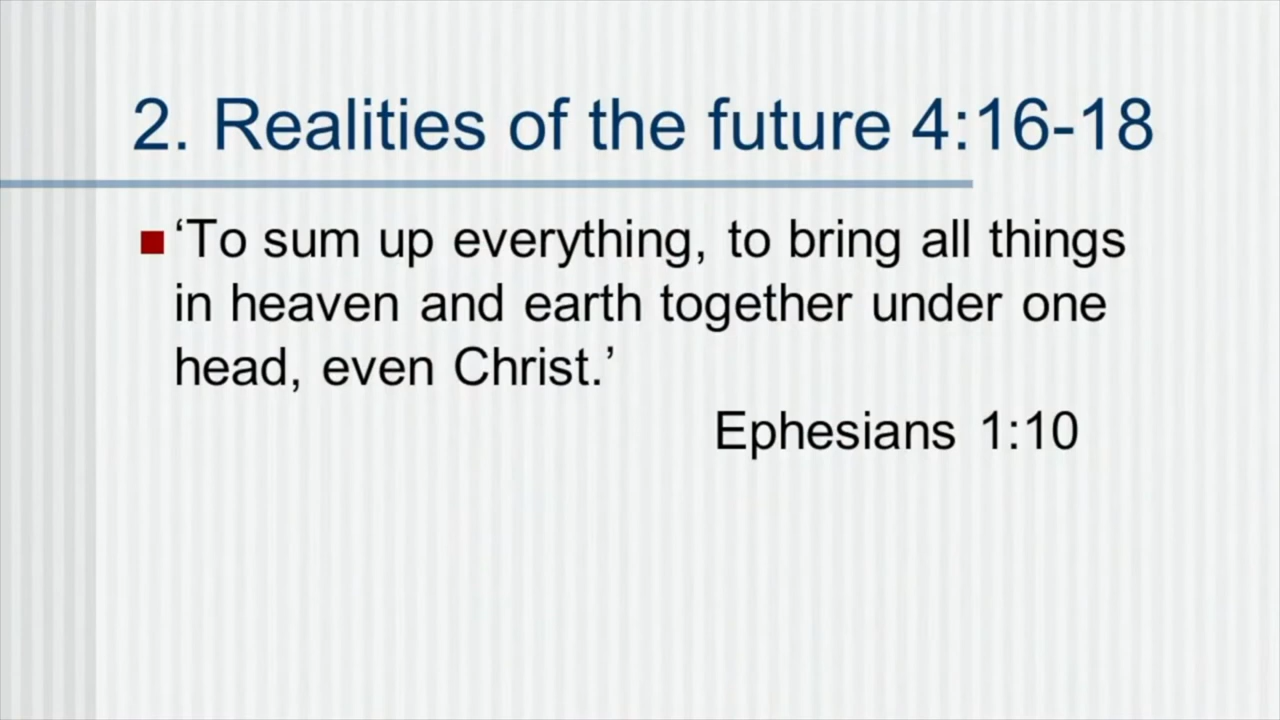 2. Realities of the future 4:16-18
‘To sum up everything, to bring all things
in heaven and earth together under one
head, even Christ.’
Ephesians 1:10